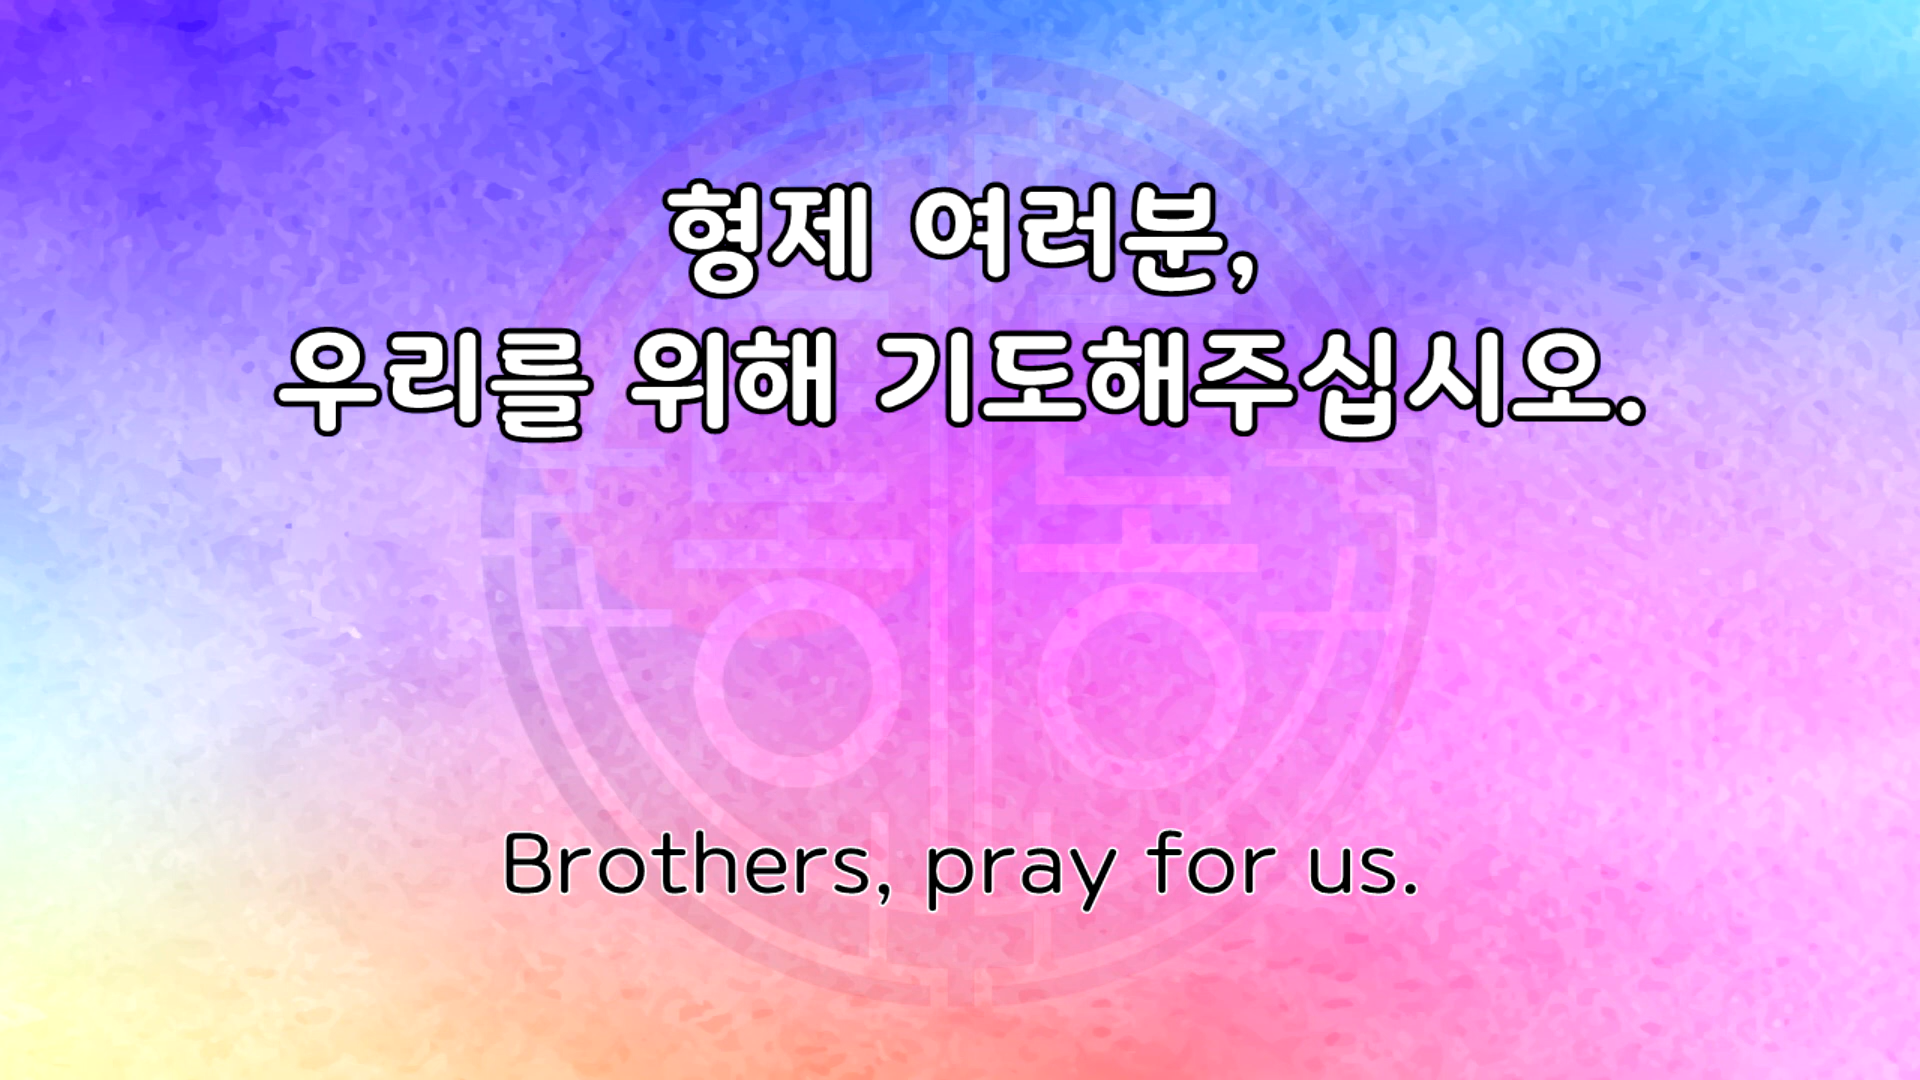 형제 여러분,
우리를 위해 기도해주십시오.
Brothers, pray for us.